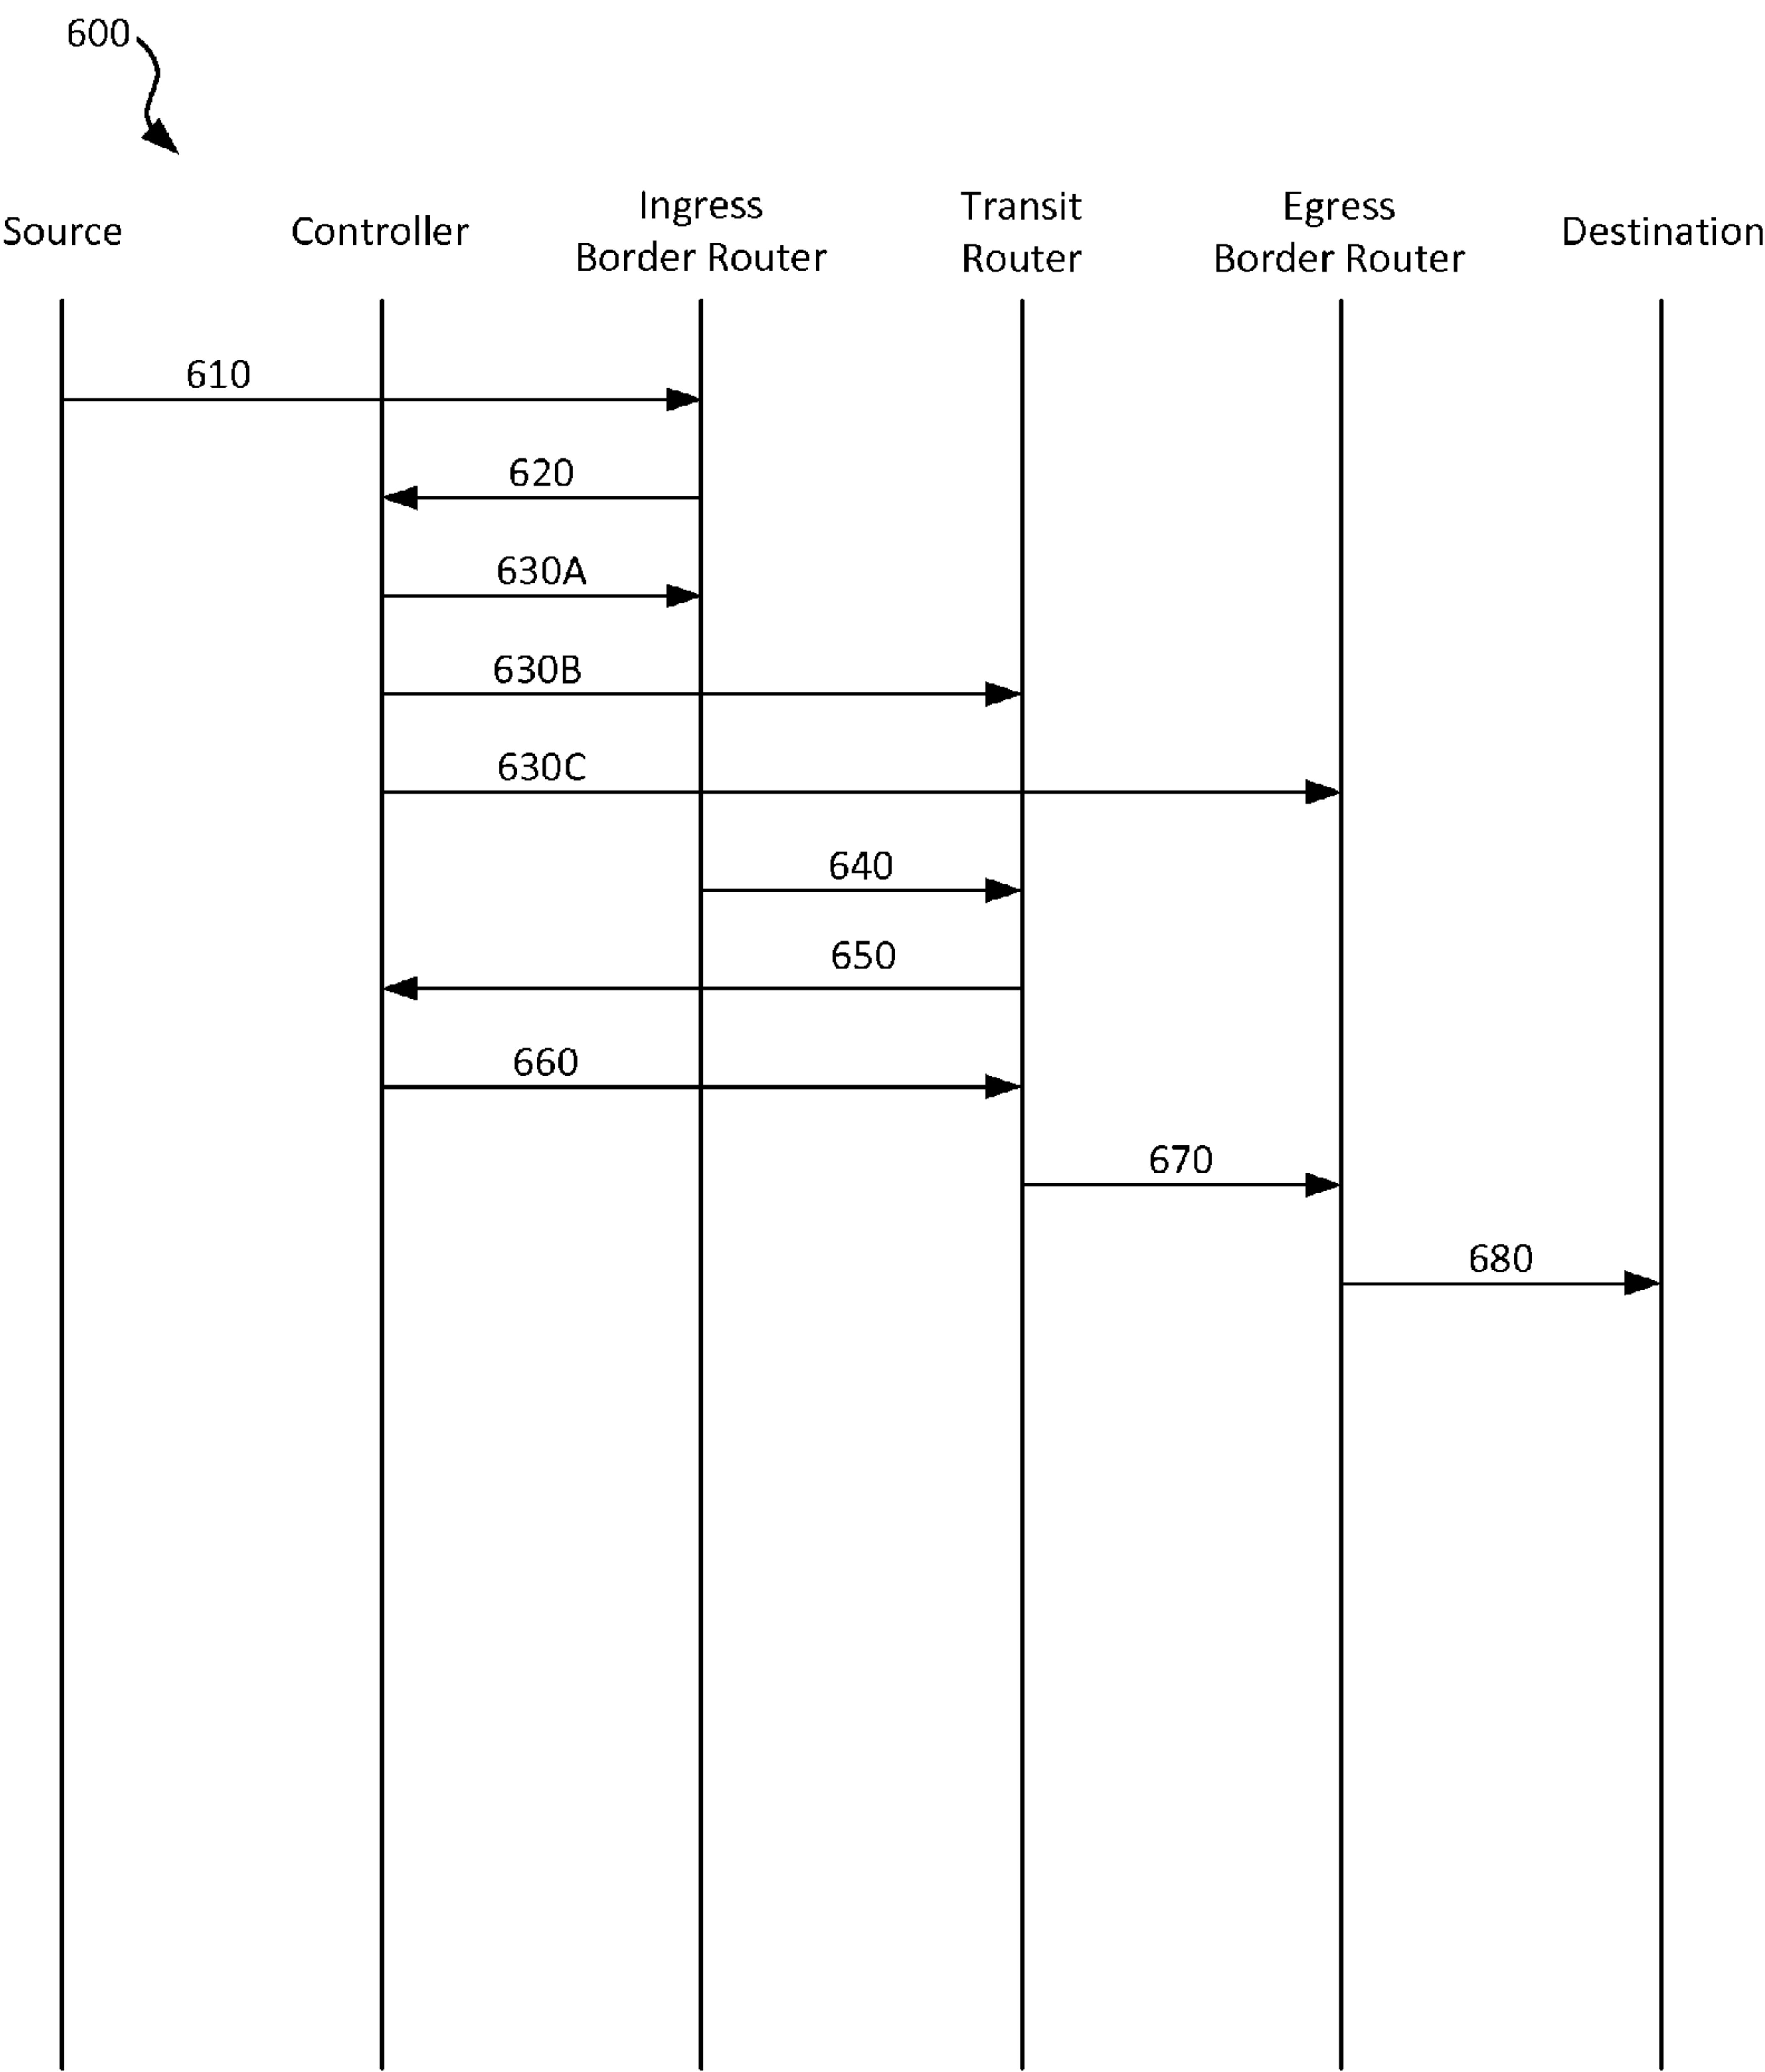 600
Source
Controller
Ingress
Border Router
Transit
Router
Egress
Border Router
Destination
610
620
630A
630B
630C
640
650
660
670
680